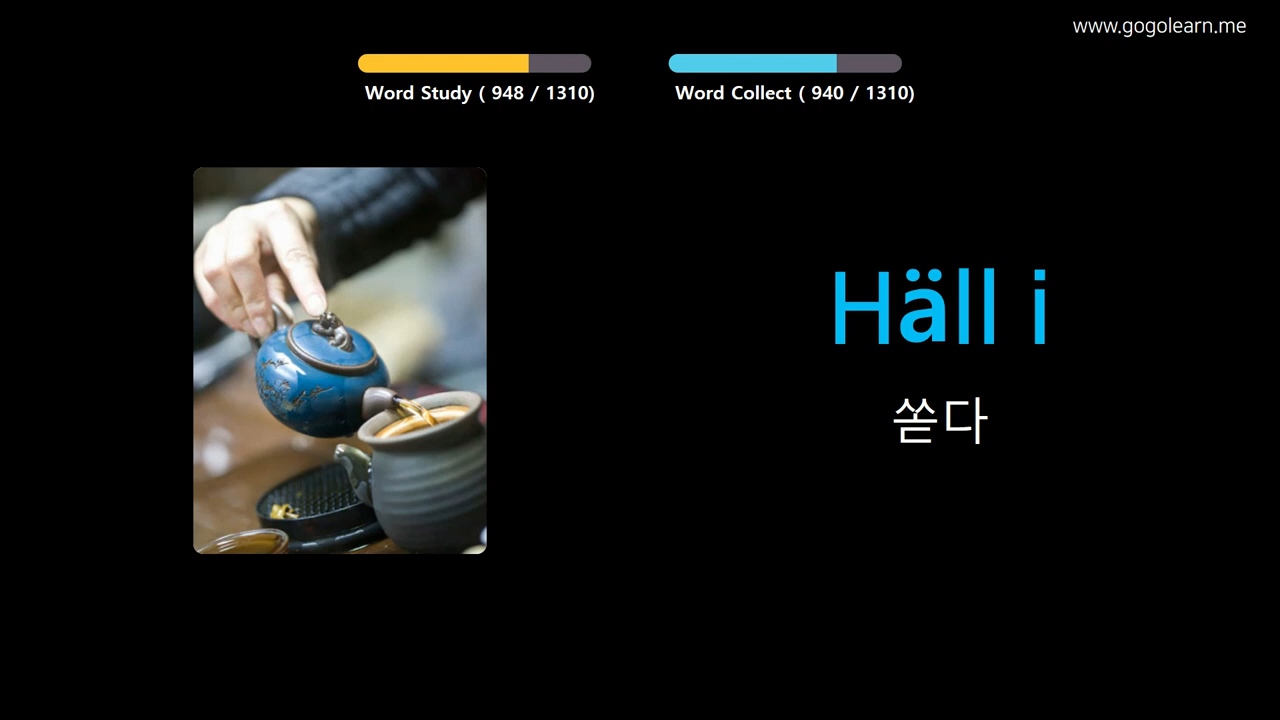 www.gogolearn.me
Word Study ( 948 / 1310)
Word Collect ( 940 / 1310)
Häll i
쏟다